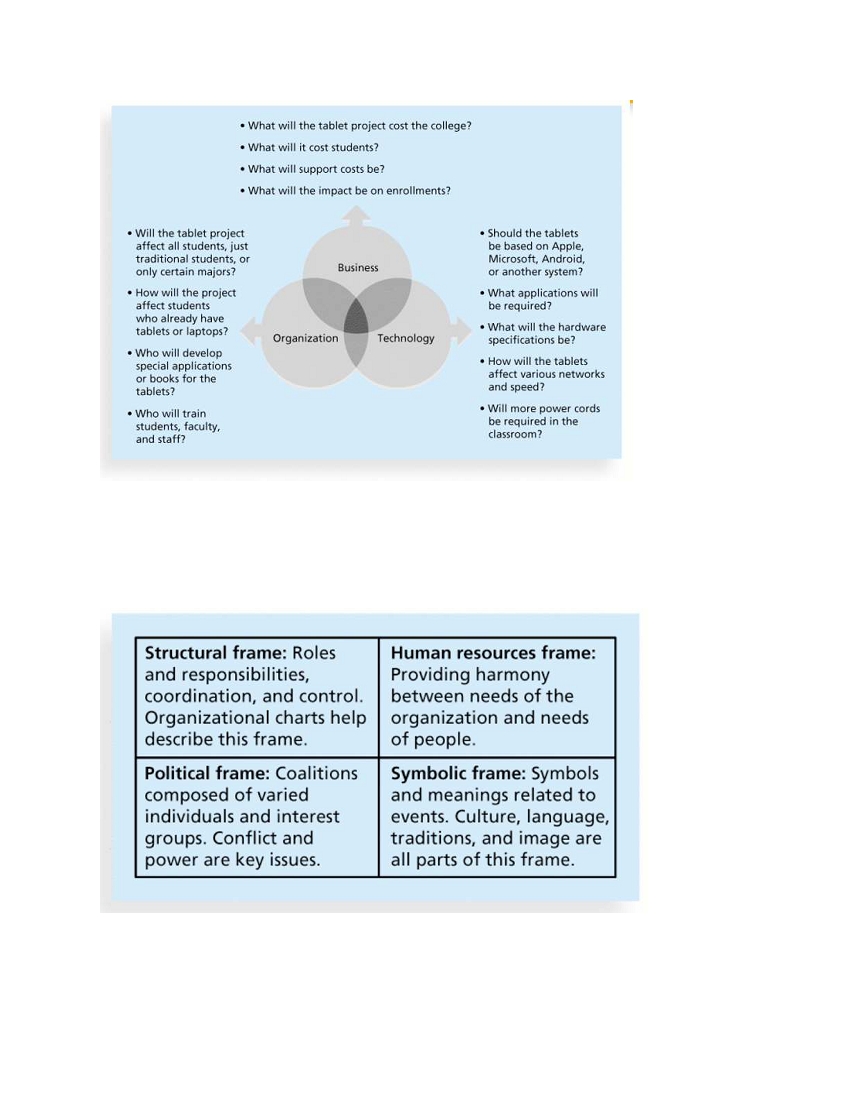 • What will the tablet project cost the college?
• What will it cost students?
• What will support costs be?
• What will the impact be on enrollments?
• Will the tablet project
affect all students, just
traditional students, or
only certain majors?
• How will the project
affect students
who already have
tablets or laptops?
• Who will develop
special applications
or books for the
tablets?
• Who will train
students, faculty,
and staff?
Business
Organization
Technology
• Should the tablets
be based on Apple,
Microsoft, Android,
or another system?
• What applications will
be required?
• What will the hardware
specifications be?
• How will the tablets
affect various networks
and speed?
• Will more power cords
be required in the
classroom?
Structural frame: Roles
and responsibilities,
coordination, and control.
Organizational charts help
describe this frame.
Human resources frame:
Providing harmony
between needs of the
organization and needs
of people.
Political frame: Coalitions
composed of varied
individuals and interest
groups. Conflict and
power are key issues.
Symbolic frame: Symbols
and meanings related to
events. Culture, language,
traditions, and image are
all parts of this frame.